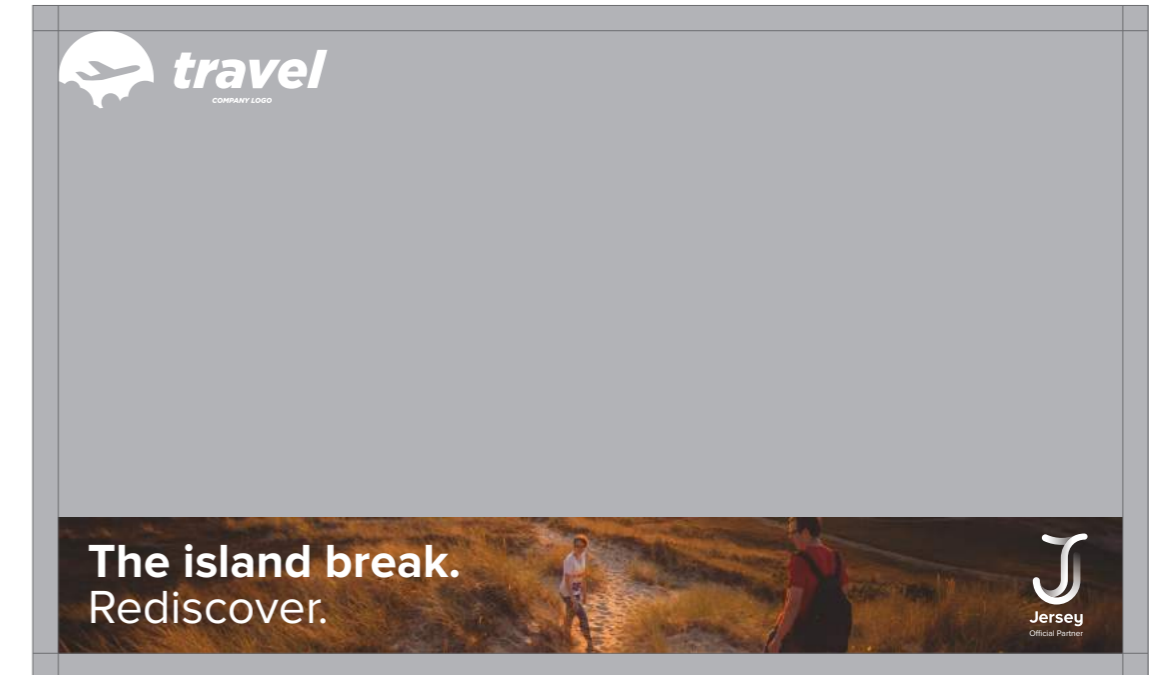 travel
COMPANY LOGO
The island break.
Rediscover.
Jersey
Official Partner